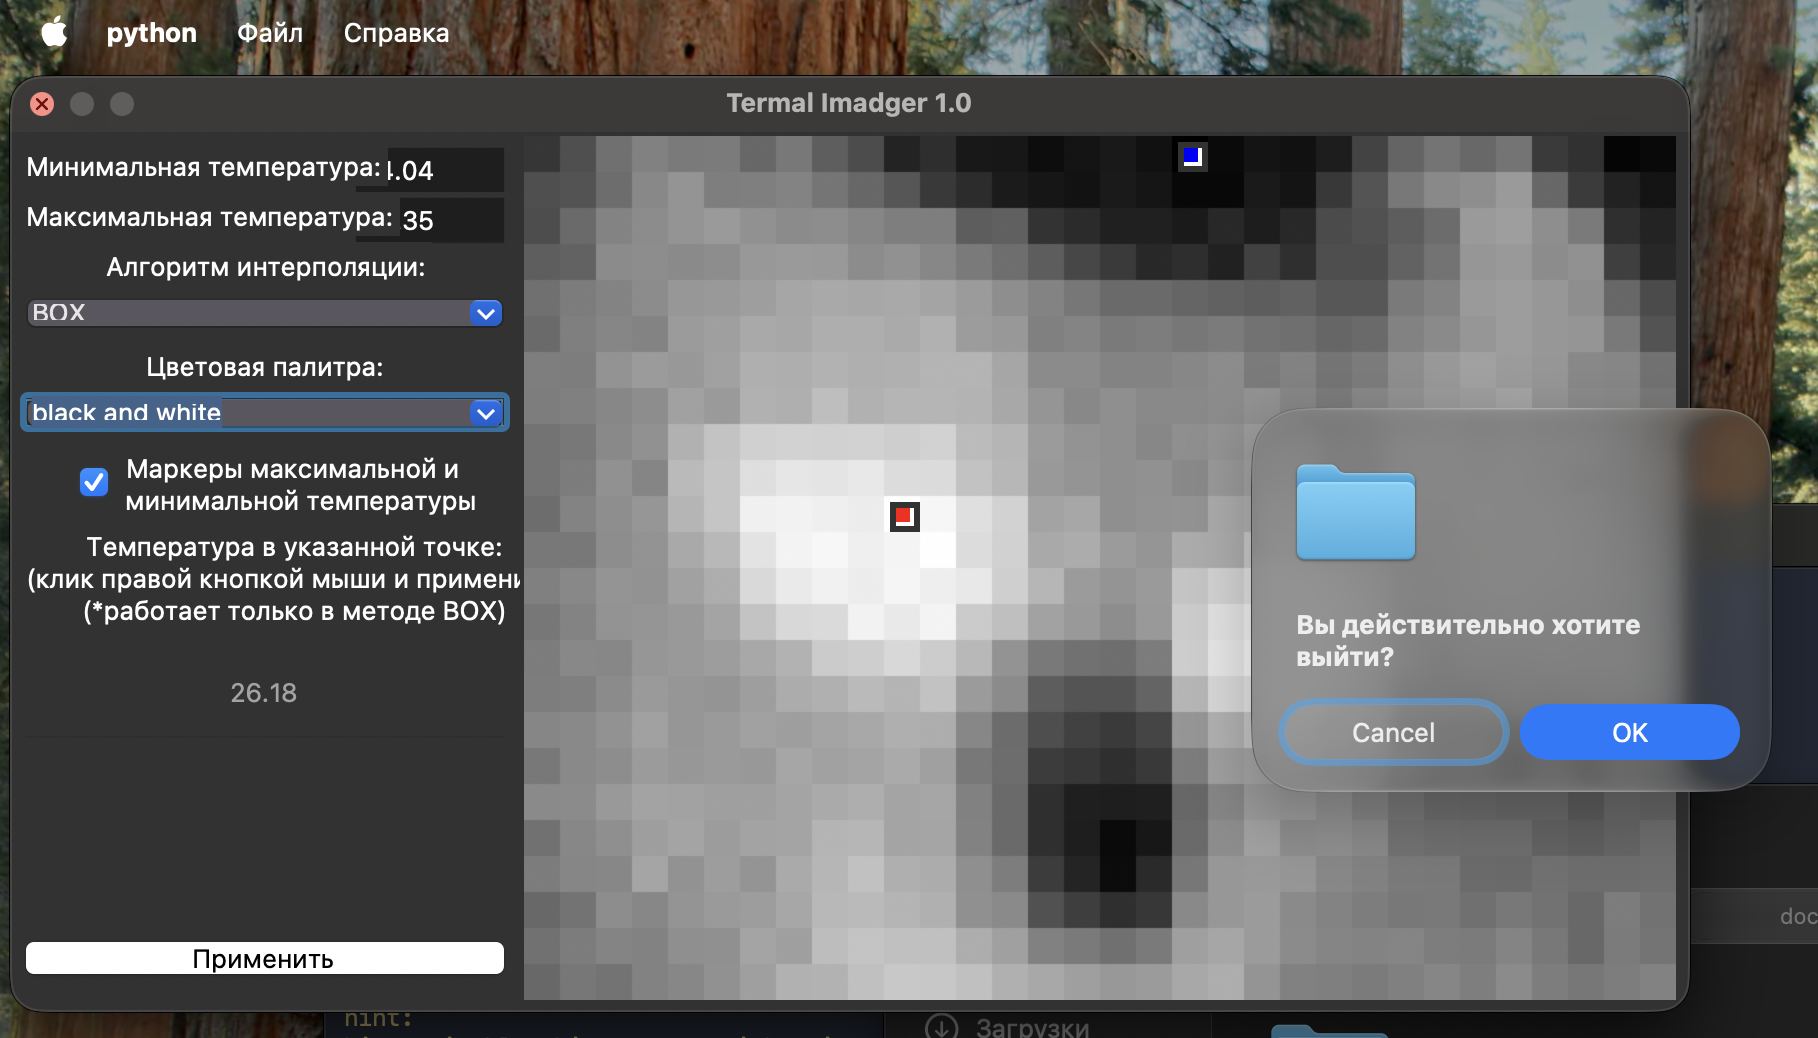 python Файл Справка
Termal Imadger 1.0
Минимальная температура: .04
Максимальная температура: 35
Алгоритм интерполяции:
BOX
Цветовая палитра:
black and white
Маркеры максимальной и
минимальной температуры
Температура в указанной точке:
(клик правой кнопкой мыши и примени
(*работает только в методе BOX)
26.18
Применить
Вы действительно хотите
выйти?
Cancel OK
doc
hint:
Загрузки